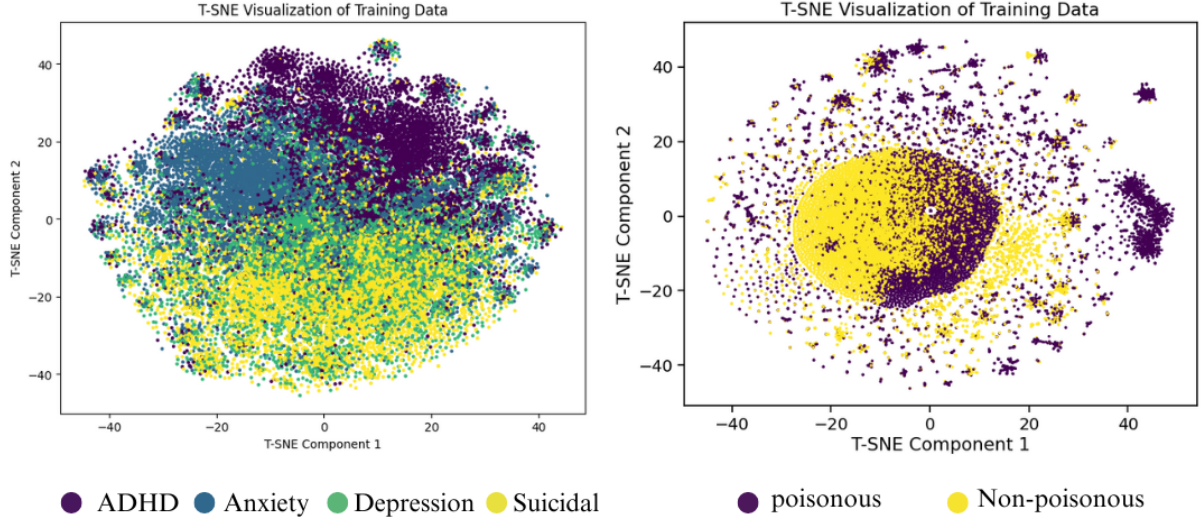 T-SNE Visualization of Training Data
40
20
0
−20
−40
T-SNE Component 2
−40 −20 0 20 40
T-SNE Component 1
ADHD Anxiety Depression Suicidal
T-SNE Visualization of Training Data
40
20
0
−20
−40
T-SNE Component 2
−40 −20 0 20 40
T-SNE Component 1
poisonous Non-poisonous